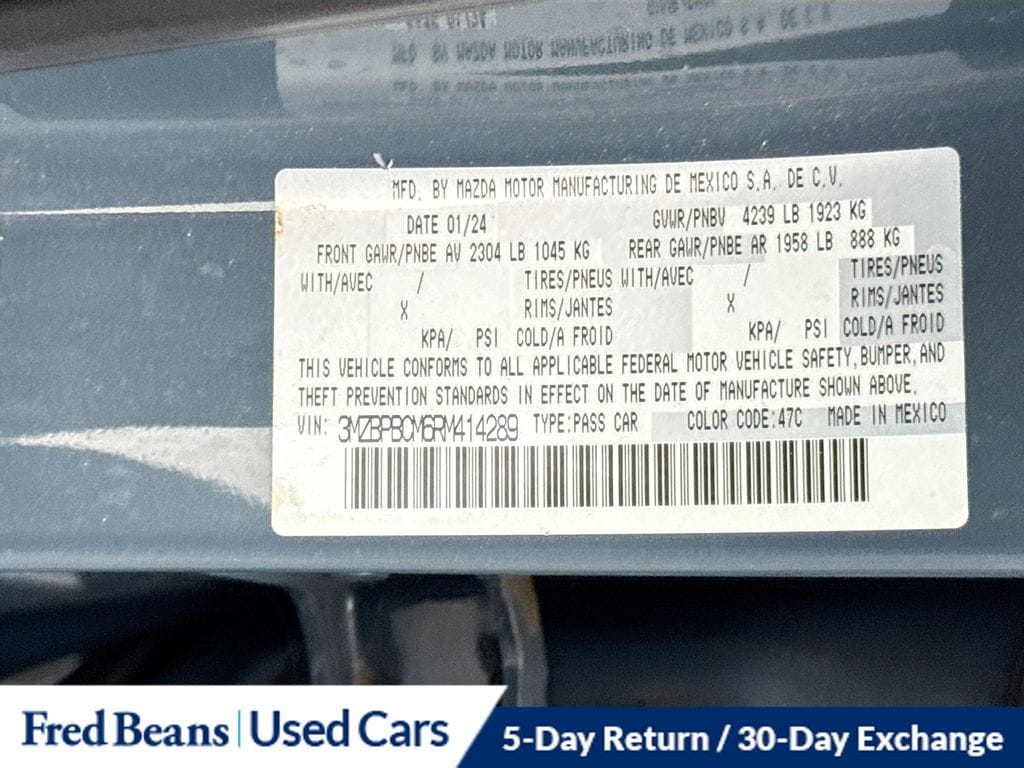 MFD. BY MAZDA MOTOR MANUFACTURING DE MEXICO S.A. DE C.V.
DATE 01/24 GVWR/PNBV 4239 LB 1923 KG
FRONT GAWR/PNBE AV 2304 LB 1045 KG REAR GAWR/PNBE AR 1958 LB 888 KG
WITH/AVEC / TIRES/PNEUS WITH/AVEC / TIRES/PNEUS
X RIMS/JANTES X RIMS/JANTES
KPA/ PSI COLD/A FROID KPA/ PSI COLD/A FROID
THIS VEHICLE CONFORMS TO ALL APPLICABLE FEDERAL MOTOR VEHICLE SAFETY, BUMPER, AND
THEFT PREVENTION STANDARDS IN EFFECT ON THE DATE OF MANUFACTURE SHOWN ABOVE.
VIN: 3MZBPBCM6RM414289 TYPE:PASS CAR COLOR CODE:47C MADE IN MEXICO
Fred Beans | Used Cars 5-Day Return / 30-Day Exchange